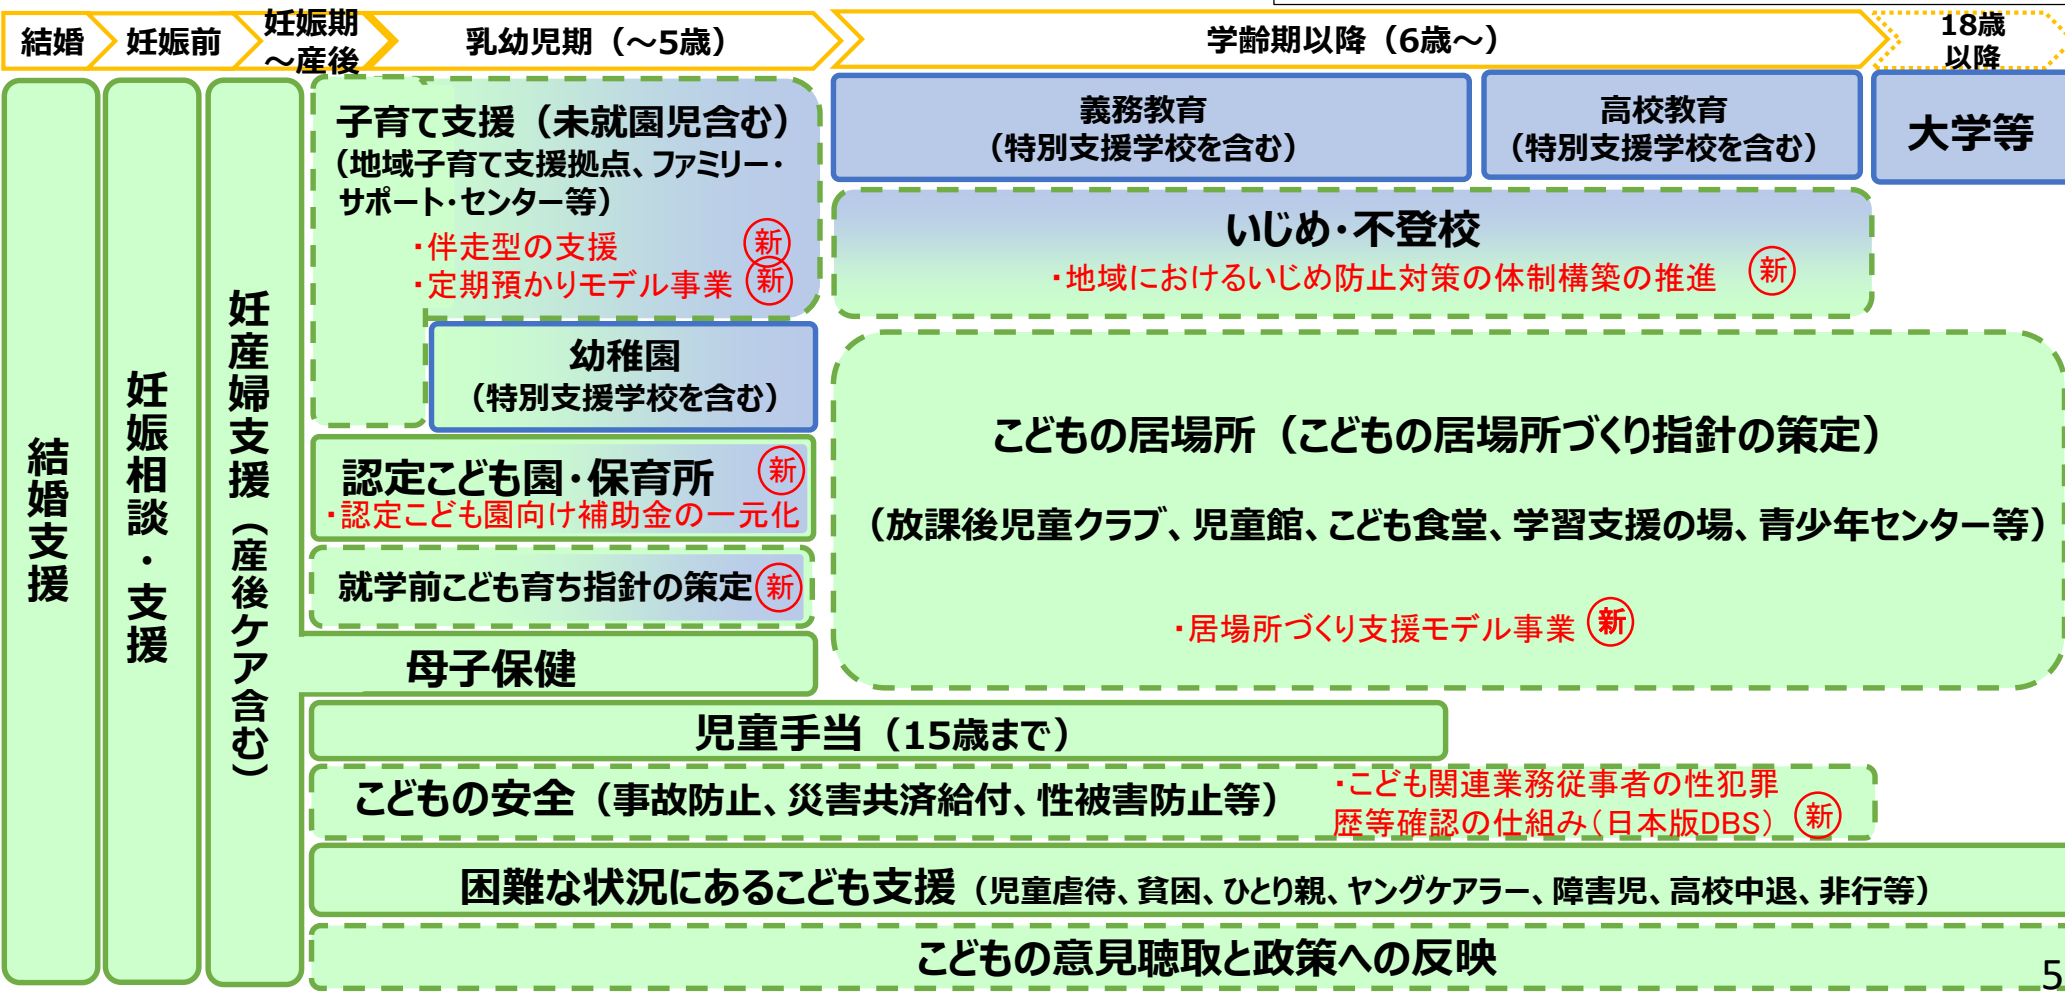 結婚
妊娠前
妊娠期
～産後
乳幼児期（～5歳）
学齢期以降（6歳～）
18歳
以降
結婚支援
妊娠相談・支援
妊産婦支援（産後ケア含む）
子育て支援（未就園児含む）
（地域子育て支援拠点、ファミリー・
サポート・センター等）
・伴走型の支援 新
・定期預かりモデル事業 新
幼稚園
（特別支援学校を含む）
認定こども園・保育所 新
・認定こども園向け補助金の一元化
就学前こども育ち指針の策定 新
母子保健
義務教育
（特別支援学校を含む）
高校教育
（特別支援学校を含む）
大学等
いじめ・不登校
・地域におけるいじめ防止対策の体制構築の推進 新
こどもの居場所（こどもの居場所づくり指針の策定）
（放課後児童クラブ、児童館、こども食堂、学習支援の場、青少年センター等）
・居場所づくり支援モデル事業 新
児童手当（15歳まで）
こどもの安全（事故防止、災害共済給付、性被害防止等）
・こども関連業務従事者の性犯罪
歴等確認の仕組み（日本版DBS） 新
困難な状況にあるこども支援（児童虐待、貧困、ひとり親、ヤングケアラー、障害児、高校中退、非行等）
こどもの意見聴取と政策への反映
5